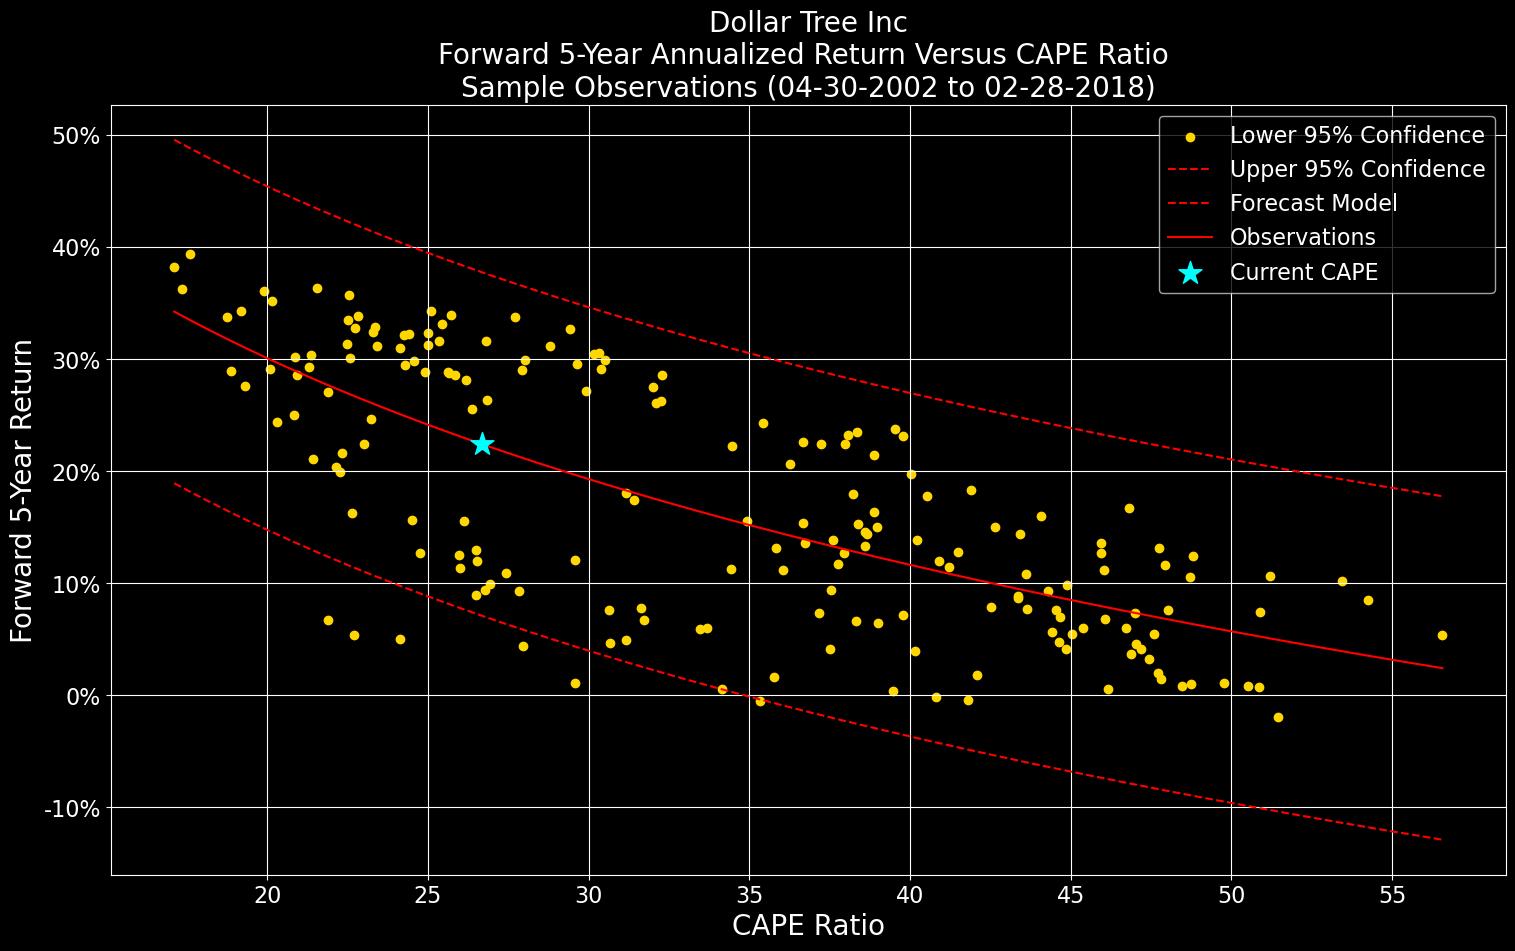 Dollar Tree Inc
Forward 5-Year Annualized Return Versus CAPE Ratio
Sample Observations (04-30-2002 to 02-28-2018)
Lower 95% Confidence
Upper 95% Confidence
Forecast Model
Observations
Current CAPE
Forward 5-Year Return
50%
40%
30%
20%
10%
0%
-10%
20 25 30 35 40 45 50 55
CAPE Ratio